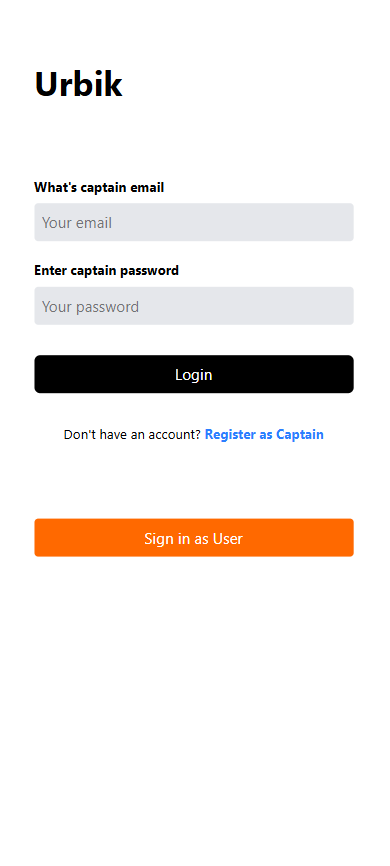 Urbik
What's captain email
Your email
Enter captain password
Your password
Login
Don't have an account? Register as Captain
Sign in as User